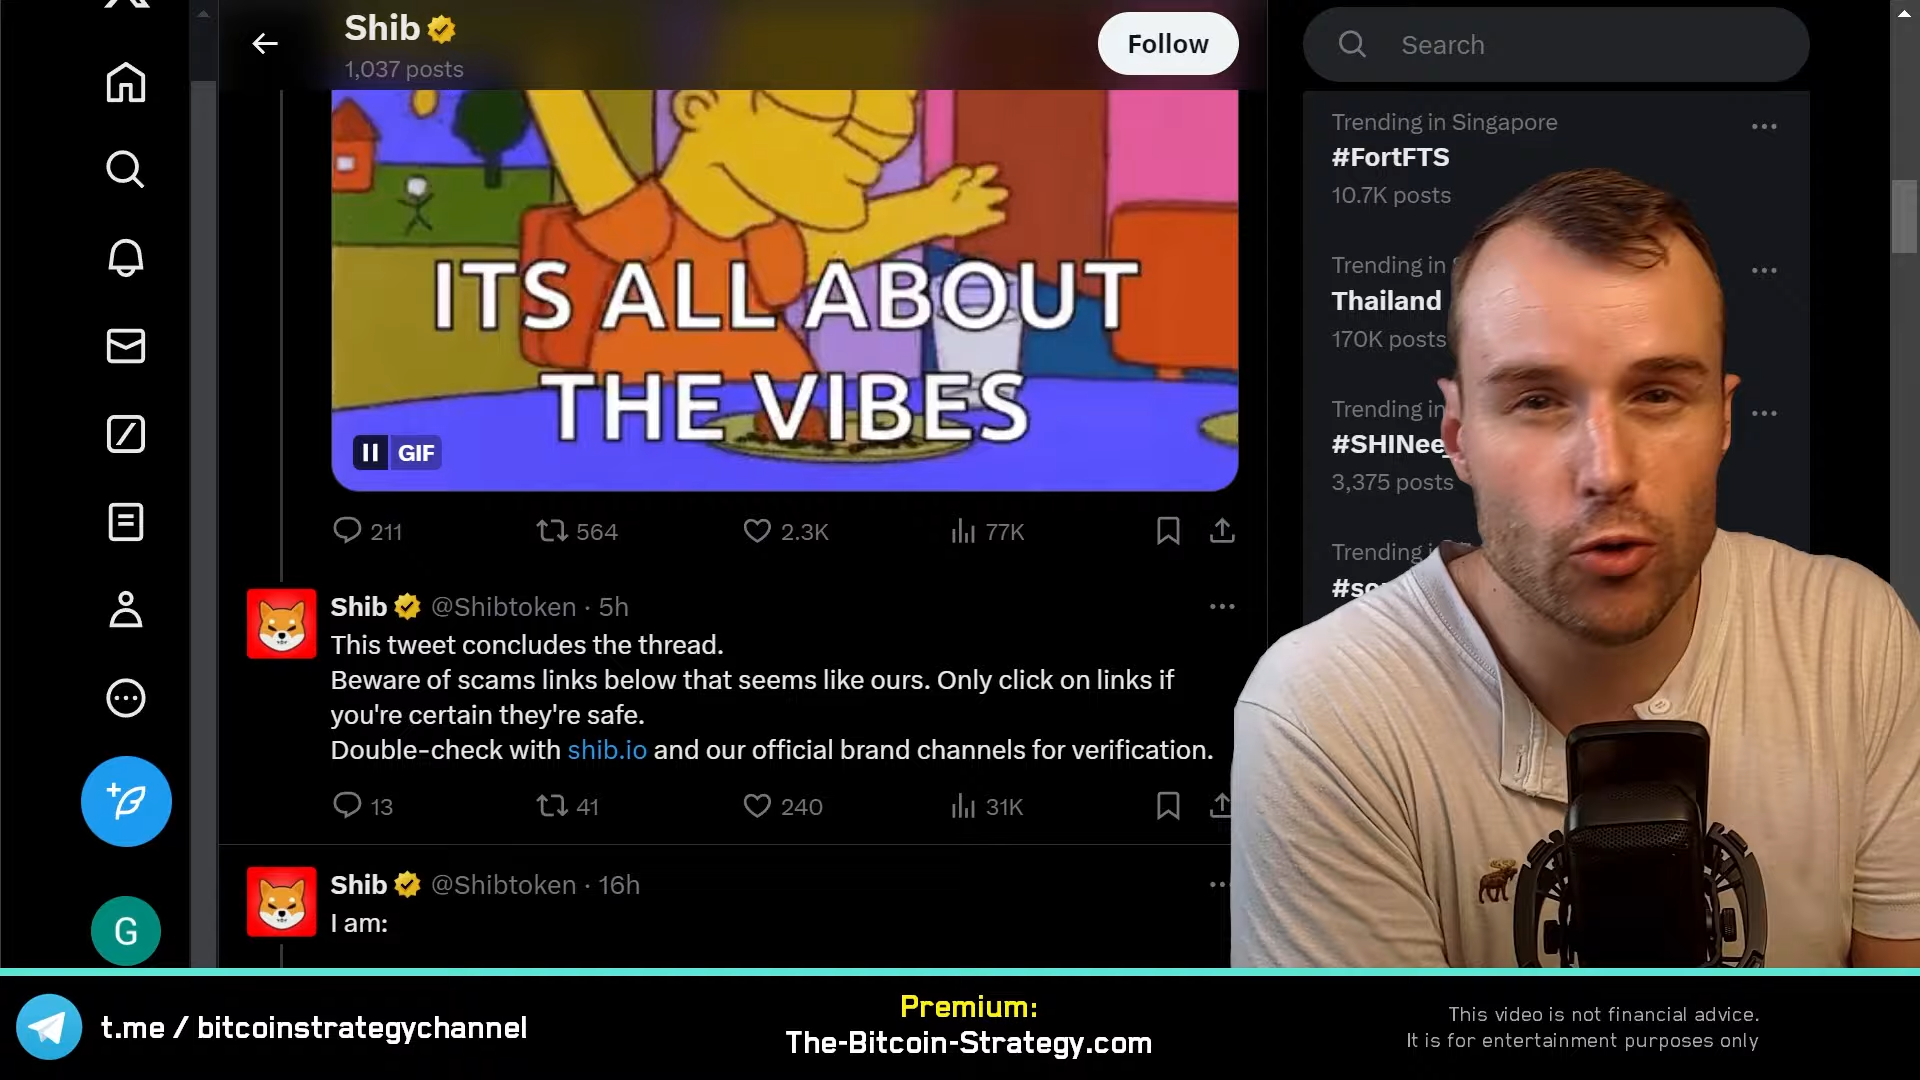 Shib
1,037 posts
Follow
Search
ITS ALL ABOUT
THE VIBES
GIF
211 564 2.3K 77K
Shib @Shibtoken · 5h
This tweet concludes the thread.
Beware of scams links below that seems like ours. Only click on links if
you're certain they're safe.
Double-check with shib.io and our official brand channels for verification.
13 41 240 31K
Shib @Shibtoken · 16h
I am:
G
Trending in Singapore
#FortFTS
10.7K posts
Trending in
Thailand
170K posts
Trending in
#SHINee
3,375 posts
Trending
t.me / bitcoinstrategychannel
Premium:
The-Bitcoin-Strategy.com
This video is not financial advice.
It is for entertainment purposes only